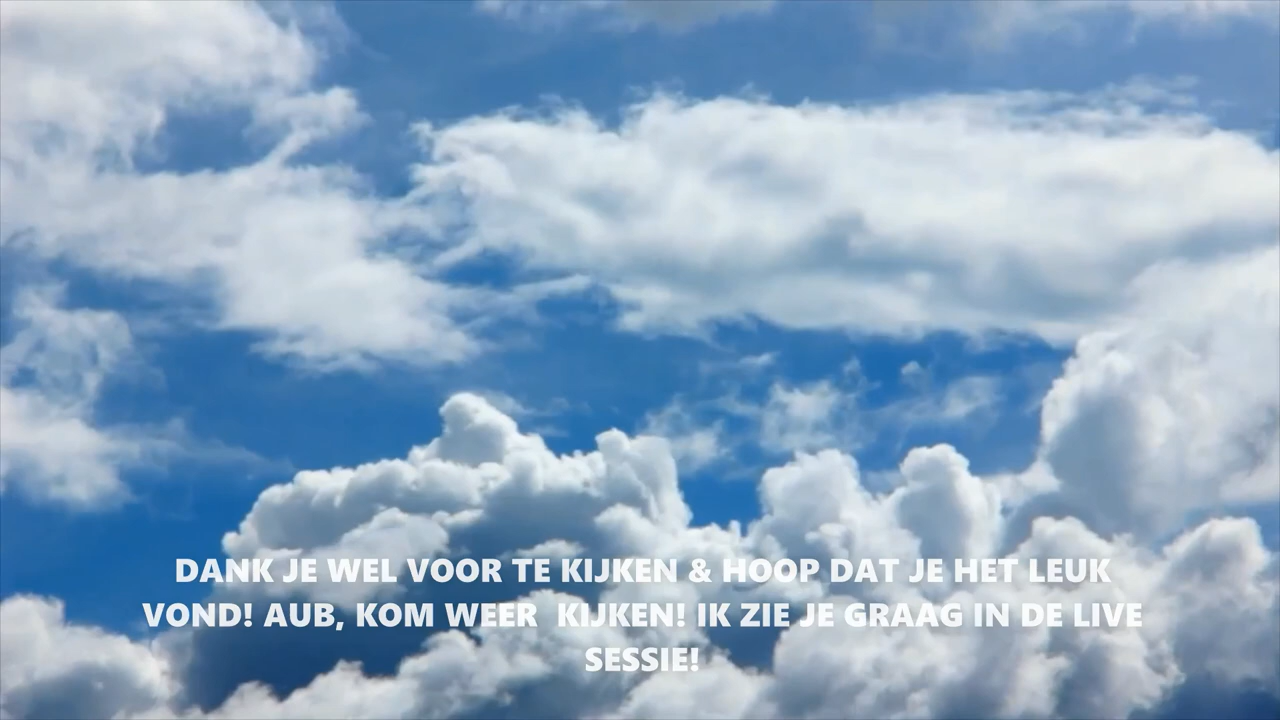 DANK JE WEL VOOR TE KIJKEN & HOOP DAT JE HET LEUK
VOND! AUB, KOM WEER  KIJKEN! IK ZIE JE GRAAG IN DE LIVE
SESSIE!